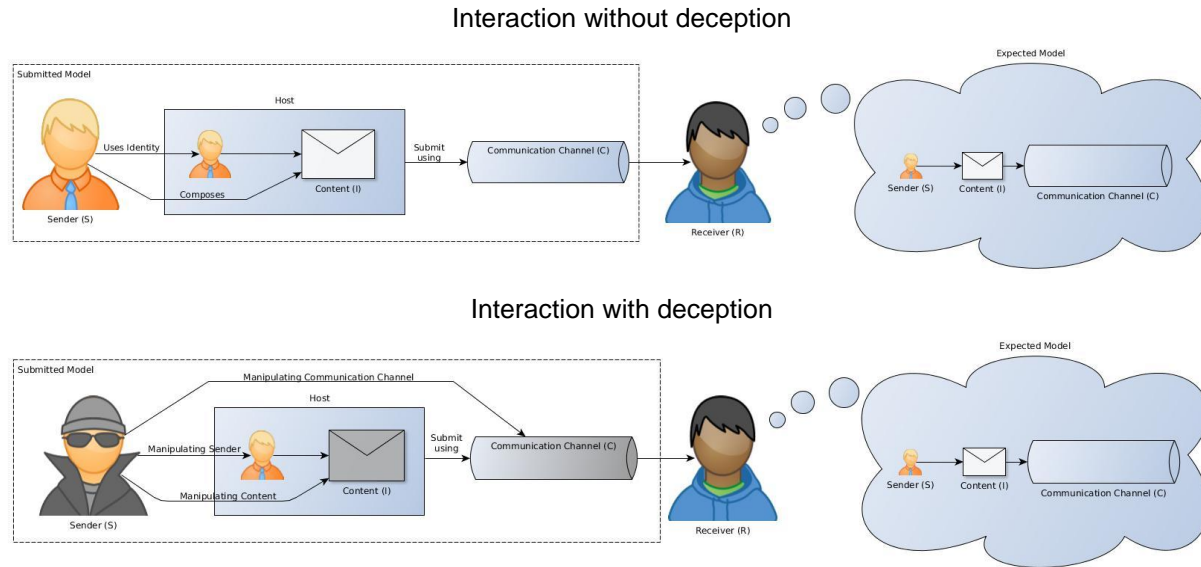 Interaction without deception
Submitted Model
Expected Model
Host
Uses Identity
Submit
using
Communication Channel (C)
Composes
Content (I)
Sender (S)
Receiver (R)
Sender (S)
Content (I)
Communication Channel (C)
Interaction with deception
Submitted Model
Expected Model
Manipulating Communication Channel
Host
Manipulating Sender
Submit
using
Communication Channel (C)
Manipulating Content
Content (I)
Sender (S)
Receiver (R)
Sender (S)
Content (I)
Communication Channel (C)